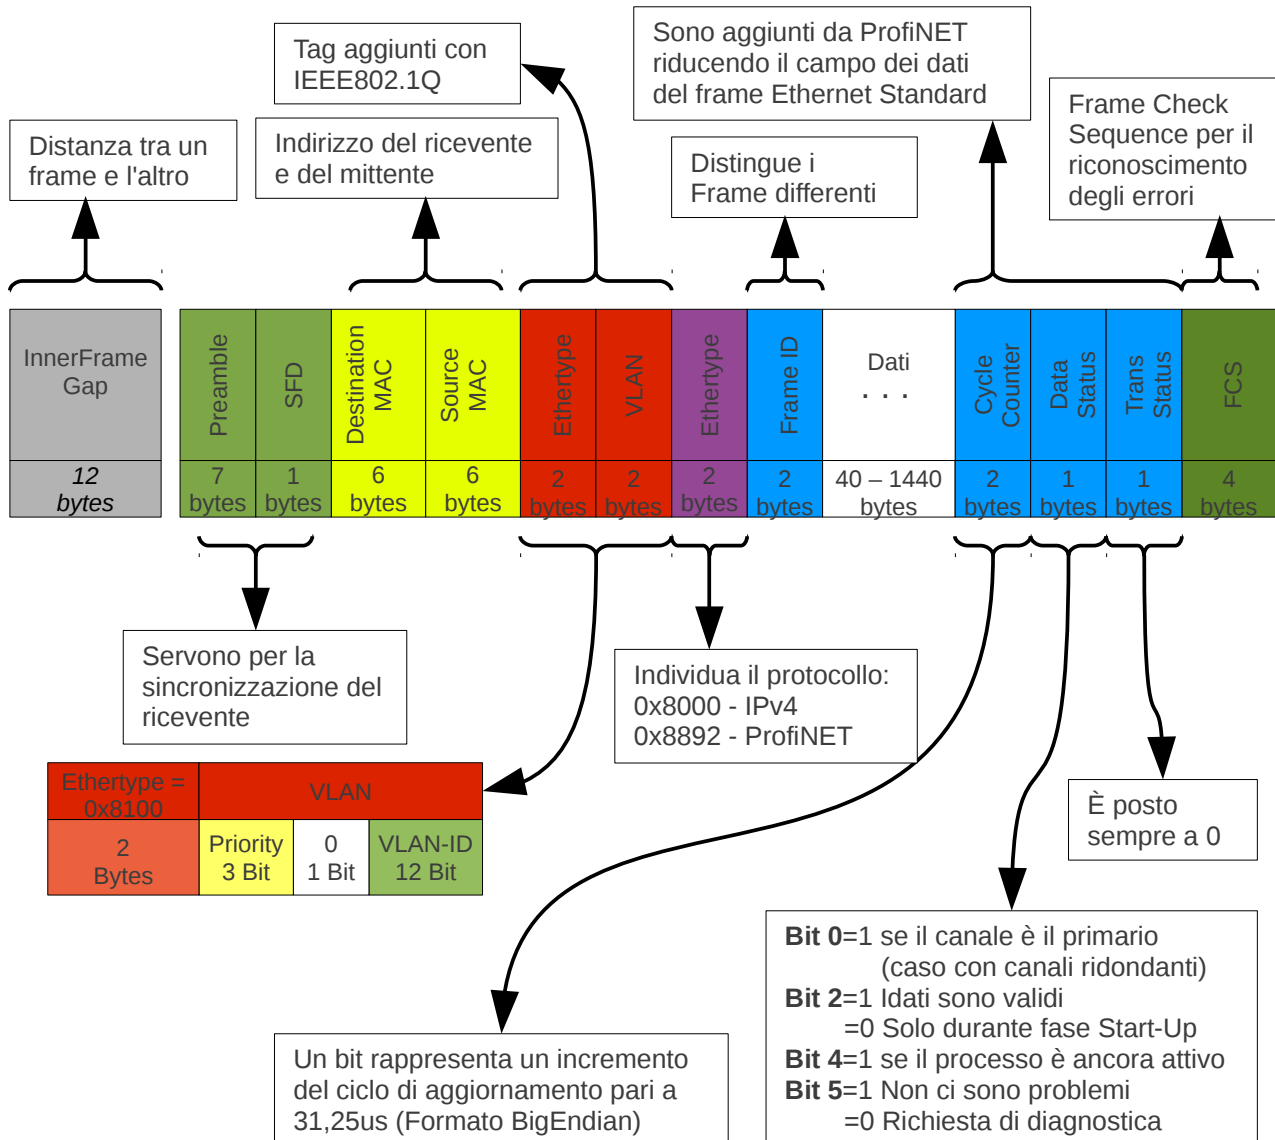 Tag aggiunti con
IEEE802.1Q
Sono aggiunti da ProfiNET
riducendo il campo dei dati
del frame Ethernet Standard
Frame Check
Sequence per il
riconoscimento
degli errori
Distanza tra un
frame e l'altro
Indirizzo del ricevente
e del mittente
Distingue i
Frame differenti
InnerFrame
Gap
Preamble
SFD
Destination
MAC
Source
MAC
Ethertype
VLAN
Ethertype
Frame ID
Dati
. . .
Cycle
Counter
Data
Status
Trans
Status
FCS
12
bytes
7
bytes
1
bytes
6
bytes
6
bytes
2
bytes
2
bytes
2
bytes
2
bytes
40 – 1440
bytes
2
bytes
1
bytes
1
bytes
4
bytes
Servono per la
sincronizzazione del
ricevente
Individua il protocollo:
0x8000 - IPv4
0x8892 - ProfiNET
Ethertype =
0x8100
VLAN
2
Bytes
Priority
3 Bit
0
1 Bit
VLAN-ID
12 Bit
È posto
sempre a 0
Un bit rappresenta un incremento
del ciclo di aggiornamento pari a
31,25us (Formato BigEndian)
Bit 0=1 se il canale è il primario
(caso con canali ridondanti)
Bit 2=1 Idati sono validi
=0 Solo durante fase Start-Up
Bit 4=1 se il processo è ancora attivo
Bit 5=1 Non ci sono problemi
=0 Richiesta di diagnostica